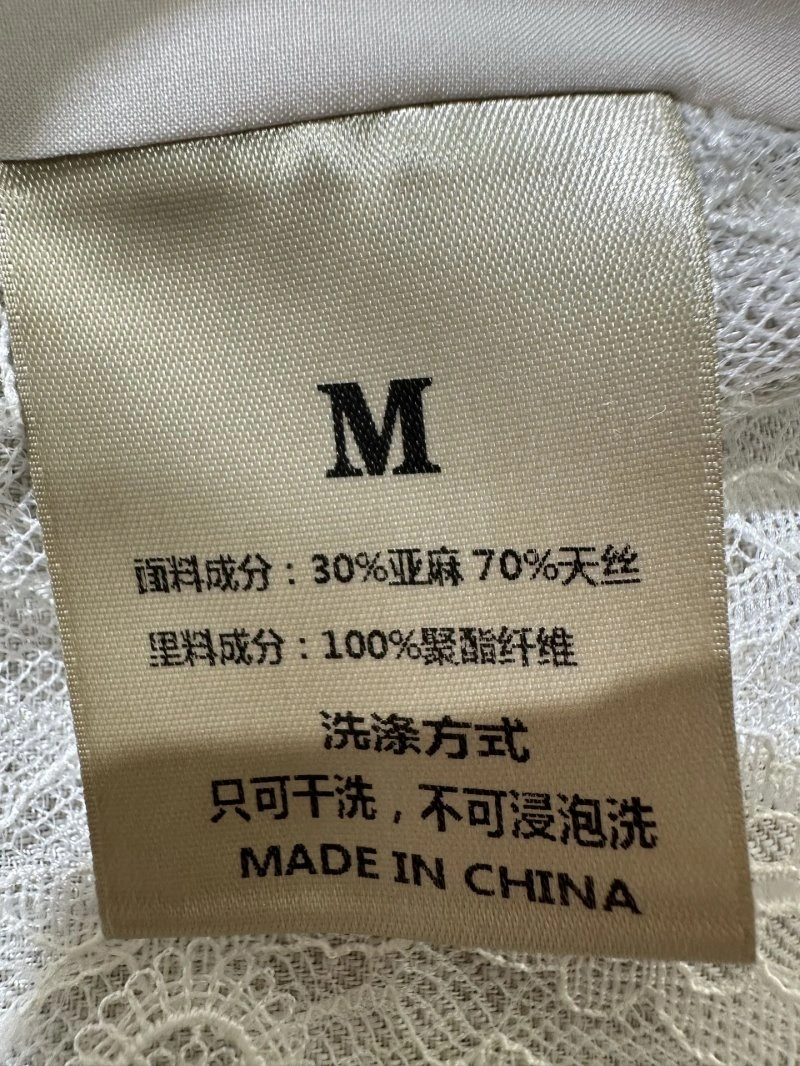 M
面料成分：30%亚麻 70%天丝
里料成分：100%聚酯纤维
洗涤方式
只可干洗，不可浸泡洗
MADE IN CHINA